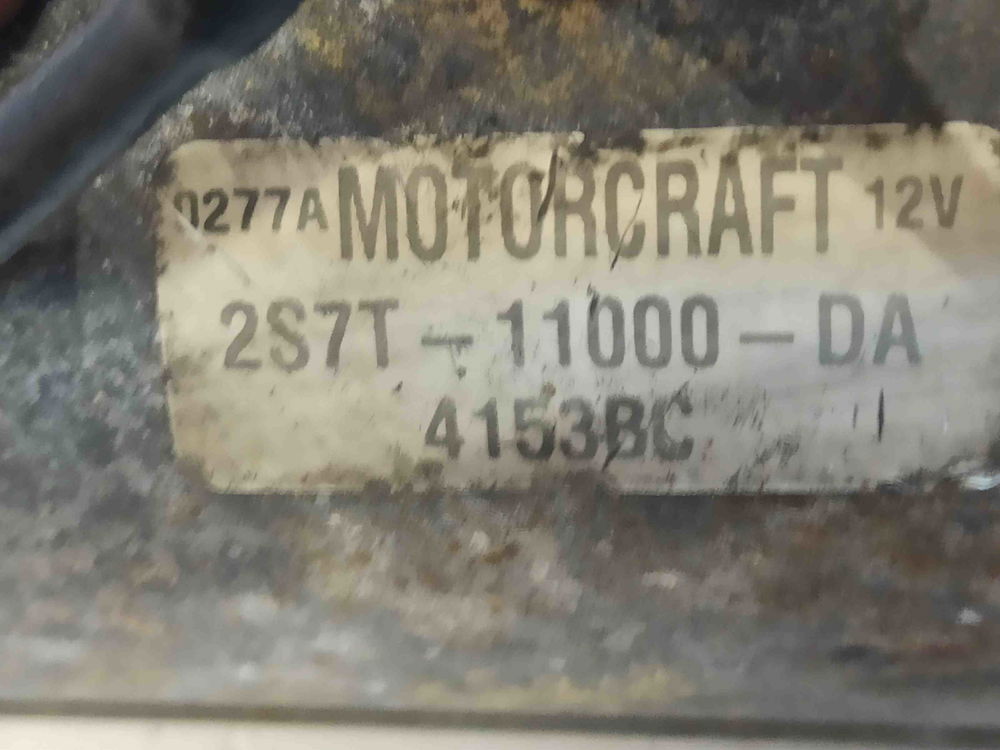 0277A MOTORCRAFT 12V
2S7T - 11000 - DA
4153BC